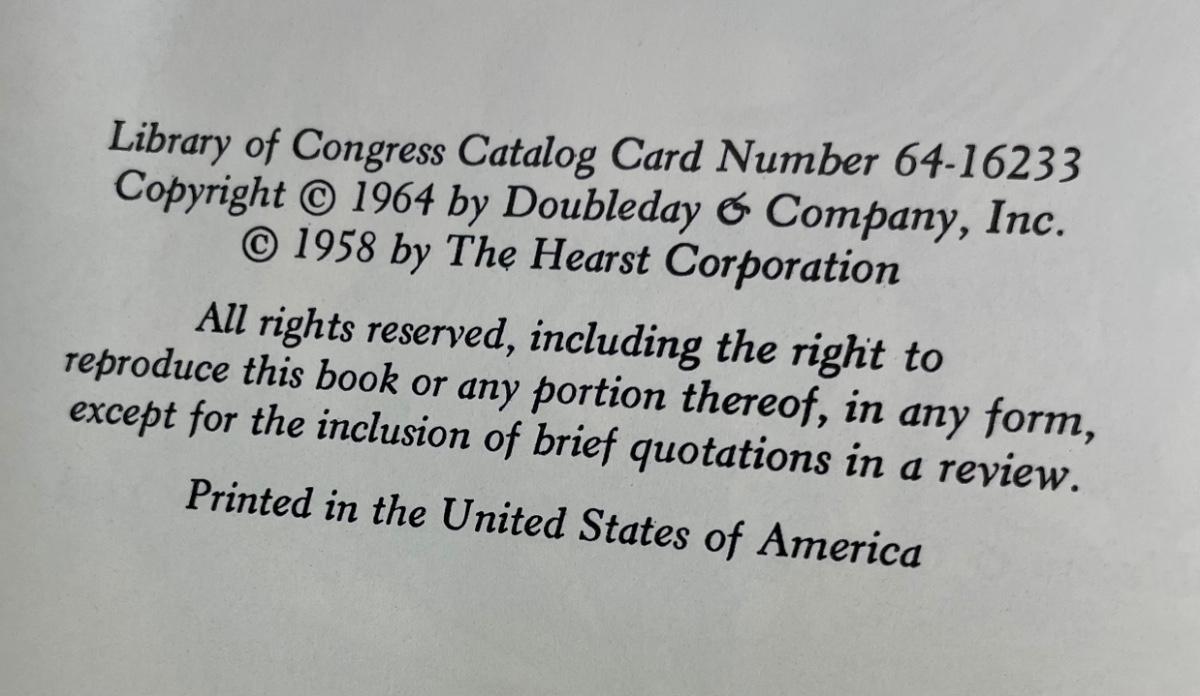 Library of Congress Catalog Card Number 64-16233
Copyright © 1964 by Doubleday & Company, Inc.
© 1958 by The Hearst Corporation
All rights reserved, including the right to
reproduce this book or any portion thereof, in any form,
except for the inclusion of brief quotations in a review.
Printed in the United States of America